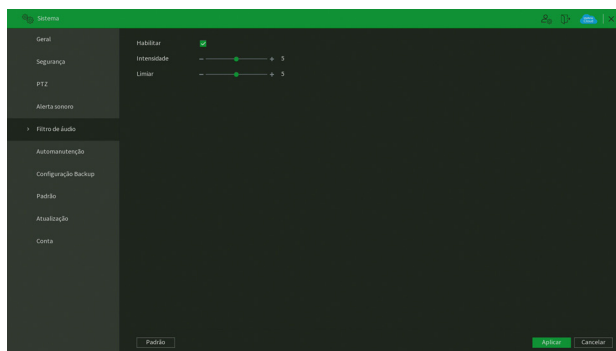 Sistema
Geral
Segurança
PTZ
Alerta sonoro
Filtro de áudio
Automanutenção
Configuração Backup
Padrão
Atualização
Conta
Habilitar
Intensidade 5
Limiar 5
Padrão
Aplicar
Cancelar